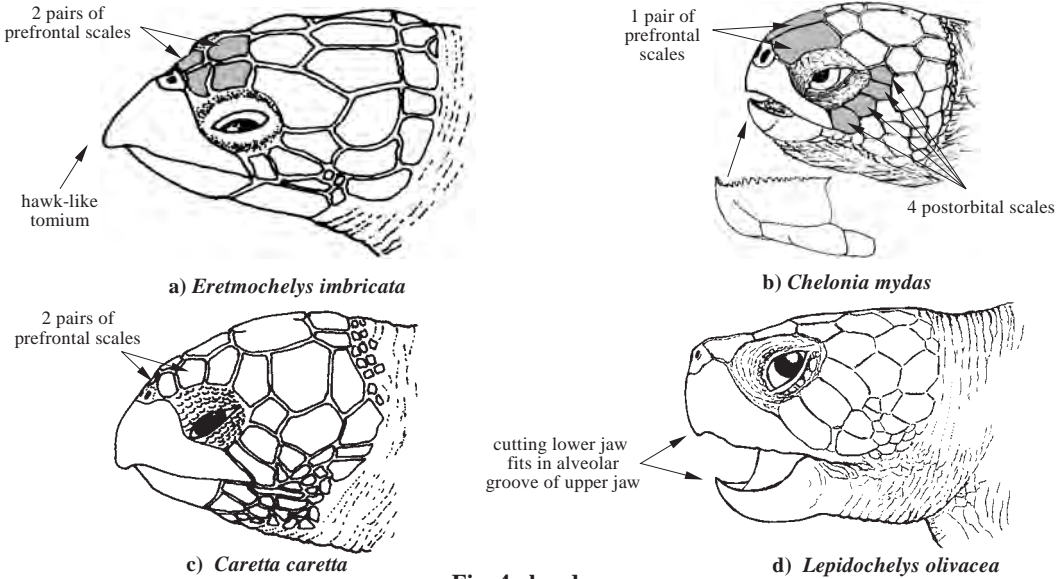 2 pairs of
prefrontal scales
hawk-like
tomium
a) Eretmochelys imbricata
1 pair of
prefrontal
scales
4 postorbital scales
b) Chelonia mydas
2 pairs of
prefrontal scales
c) Caretta caretta
cutting lower jaw
fits in alveolar
groove of upper jaw
d) Lepidochelys olivacea